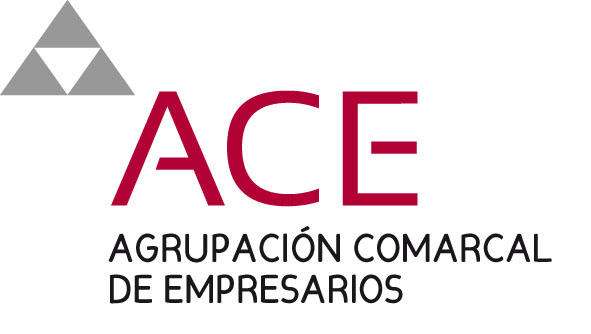 ACE
AGRUPACIÓN COMARCAL
DE EMPRESARIOS